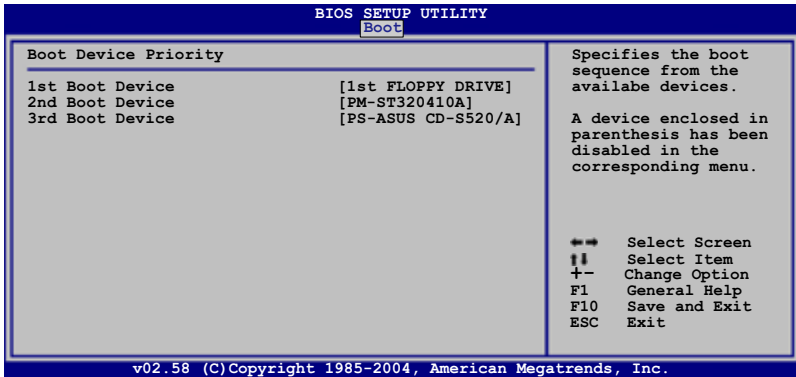 BIOS SETUP UTILITY
Boot
Boot Device Priority
1st Boot Device [1st FLOPPY DRIVE]
2nd Boot Device [PM-ST320410A]
3rd Boot Device [PS-ASUS CD-S520/A]
Specifies the boot
sequence from the
availabe devices.
A device enclosed in
parenthesis has been
disabled in the
corresponding menu.
←→ Select Screen
↑↓ Select Item
+- Change Option
F1 General Help
F10 Save and Exit
ESC Exit
v02.58 (C)Copyright 1985-2004, American Megatrends, Inc.